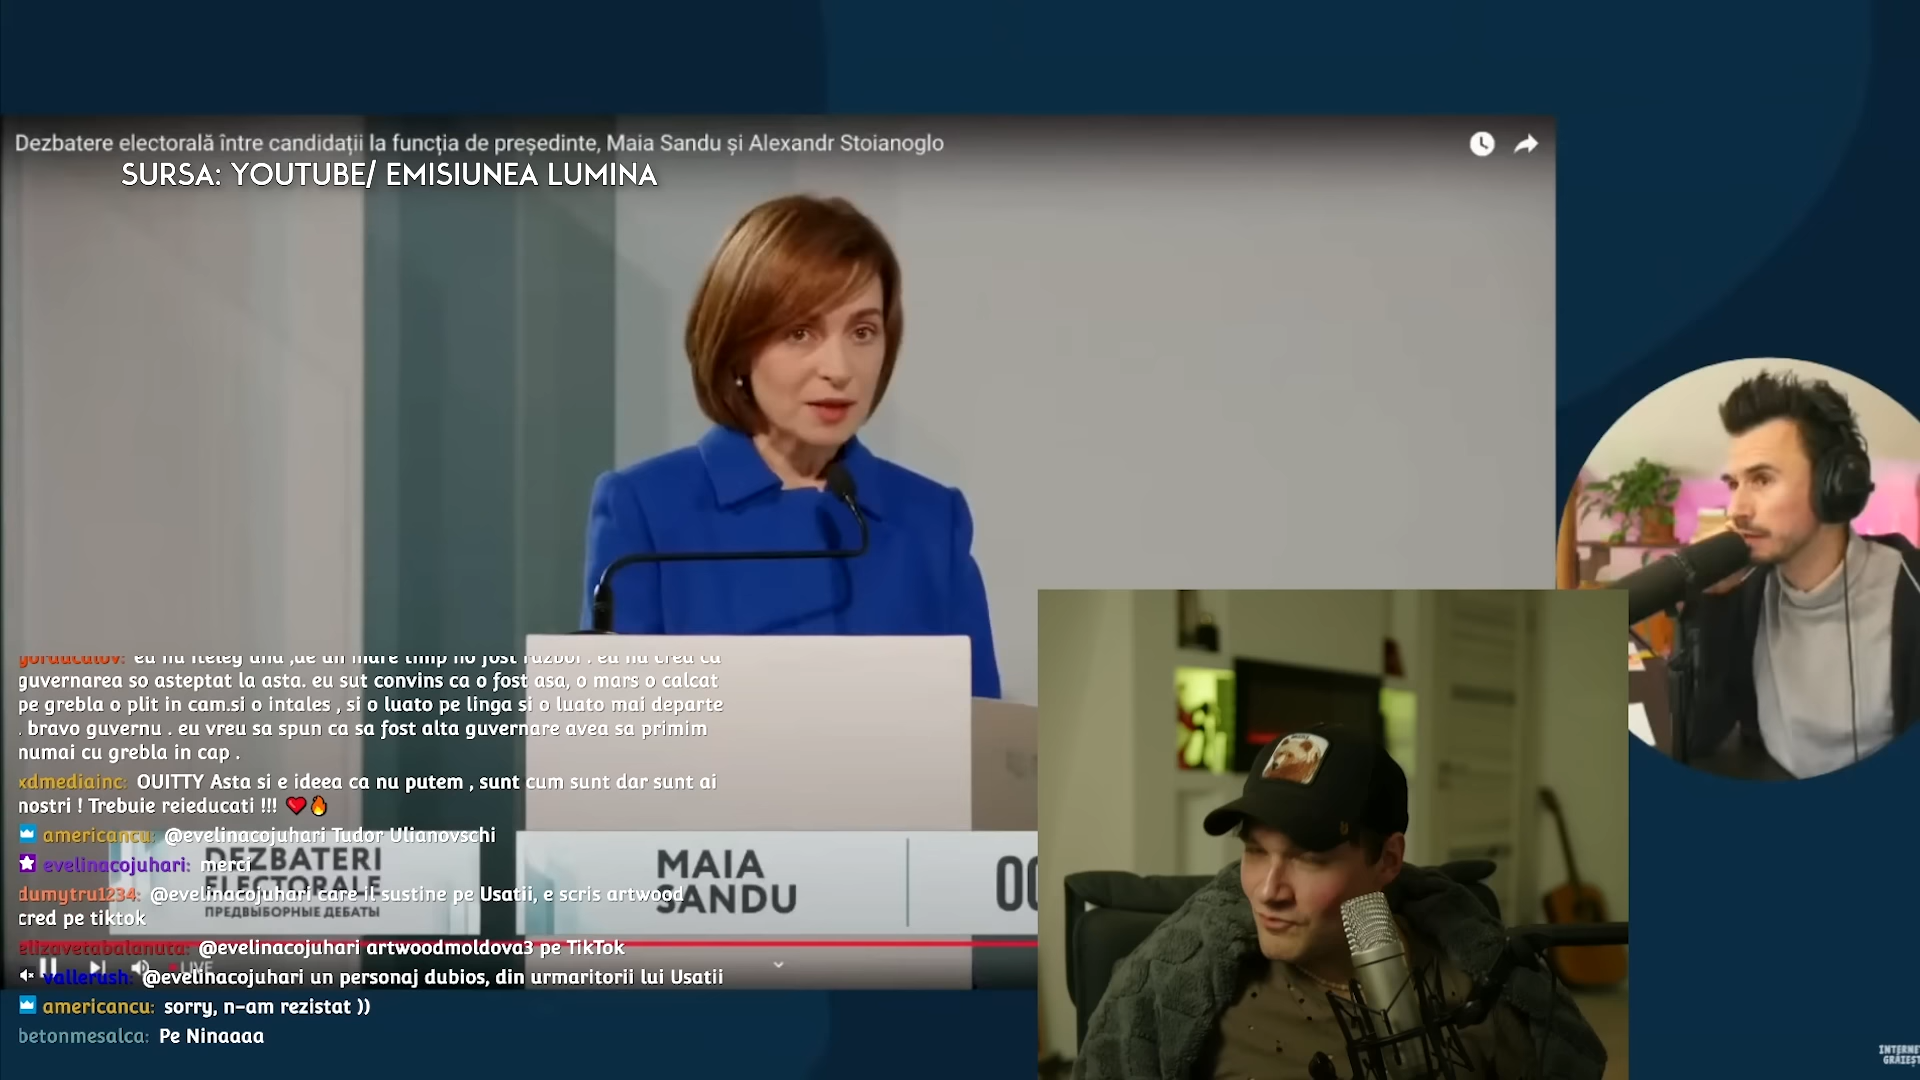 Dezbatere electorală între candidații la funcția de președinte, Maia Sandu și Alexandr Stoianoglo
SURSA: YOUTUBE/ EMISIUNEA LUMINA
guvernarea so asteptat la asta. eu sut convins ca o fost asa, o mars o calcat
pe grebla o plit in cam.si o intales , si o luato pe linga si o luato mai departe
. bravo guvernu . eu vreu sa spun ca sa fost alta guvernare avea sa primim
numai cu grebla in cap .
xdmediainc: OUITTY Asta si e ideea ca nu putem , sunt cum sunt dar sunt ai
nostri ! Trebuie reieducati !!! ❤️🔥
americancu: @evelinacojuhari Tudor Ulianovschi
evelinacojuhari: merci
dumytru1234: @evelinacojuhari care il sustine pe Usatii, e scris artwood
cred pe tiktok
elizavetabalanuta: @evelinacojuhari artwoodmoldova3 pe TikTok
vallerush: @evelinacojuhari un personaj dubios, din urmaritorii lui Usatii
americancu: sorry, n-am rezistat ))
betonmesalca: Pe Ninaaaa
DEZBATERI
ELECTORALE
ПРЕДВЫБОРНЫЕ ДЕБАТЫ
MAIA
SANDU
LIVE